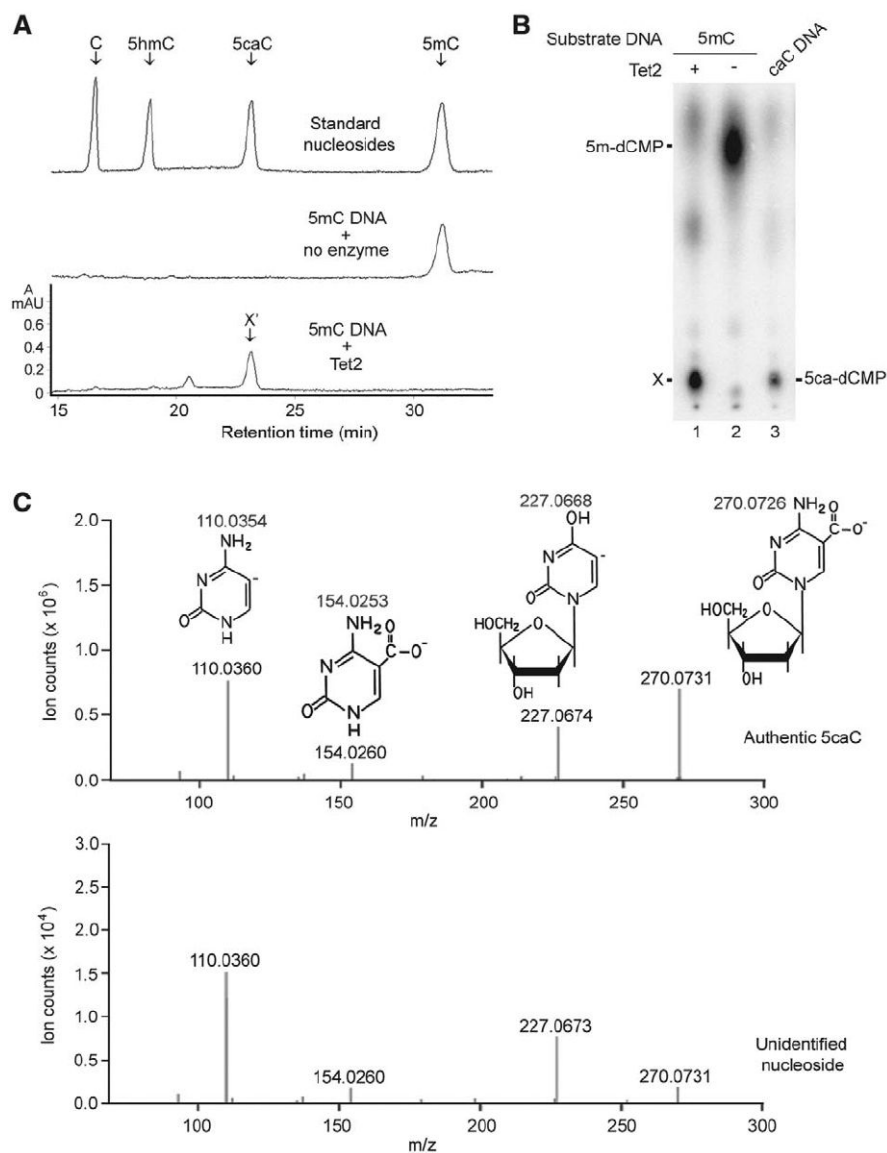 A
C 5hmC 5caC 5mC
Standard
nucleosides
5mC DNA
+
no enzyme
A
mAU
0.6
0.4
0.2
0
X'
5mC DNA
+
Tet2
15 20 25 30
Retention time (min)
B
Substrate DNA 5mC caC DNA
Tet2 + -
5m-dCMP
X 5ca-dCMP
1 2 3
C
Ion counts (x 10⁶)
2.0
1.5
1.0
0.5
0.0
110.0354
NH₂
N
O
N
H
-
110.0360
154.0253
NH₂ O
N C O⁻
O N
H
154.0260
227.0668
OH
N -
O N
HOCH₂ O
OH
227.0674
270.0726 NH₂ O
N C O⁻
O N
HOCH₂ O
OH
270.0731
Authentic 5caC
100 150 200 250 300
m/z
Ion counts (x 10⁴)
3.0
2.5
2.0
1.5
1.0
0.5
0.0
110.0360
154.0260
227.0673
270.0731
Unidentified
nucleoside
100 150 200 250 300
m/z